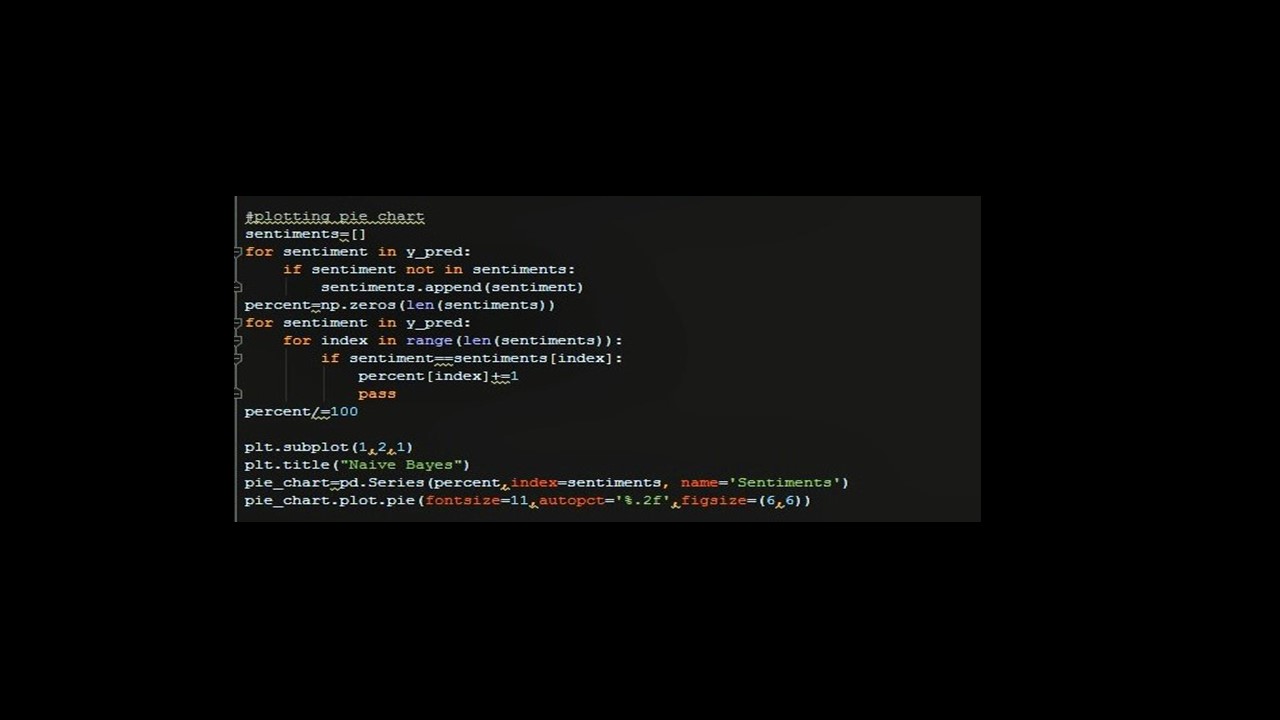 #plotting pie chart
sentiments=[]
for sentiment in y_pred:
    if sentiment not in sentiments:
        sentiments.append(sentiment)
percent=np.zeros(len(sentiments))
for sentiment in y_pred:
    for index in range(len(sentiments)):
        if sentiment==sentiments[index]:
            percent[index]+=1
            pass
percent/=100
plt.subplot(1,2,1)
plt.title("Naive Bayes")
pie_chart=pd.Series(percent,index=sentiments, name='Sentiments')
pie_chart.plot.pie(fontsize=11,autopct='%.2f',figsize=(6,6))